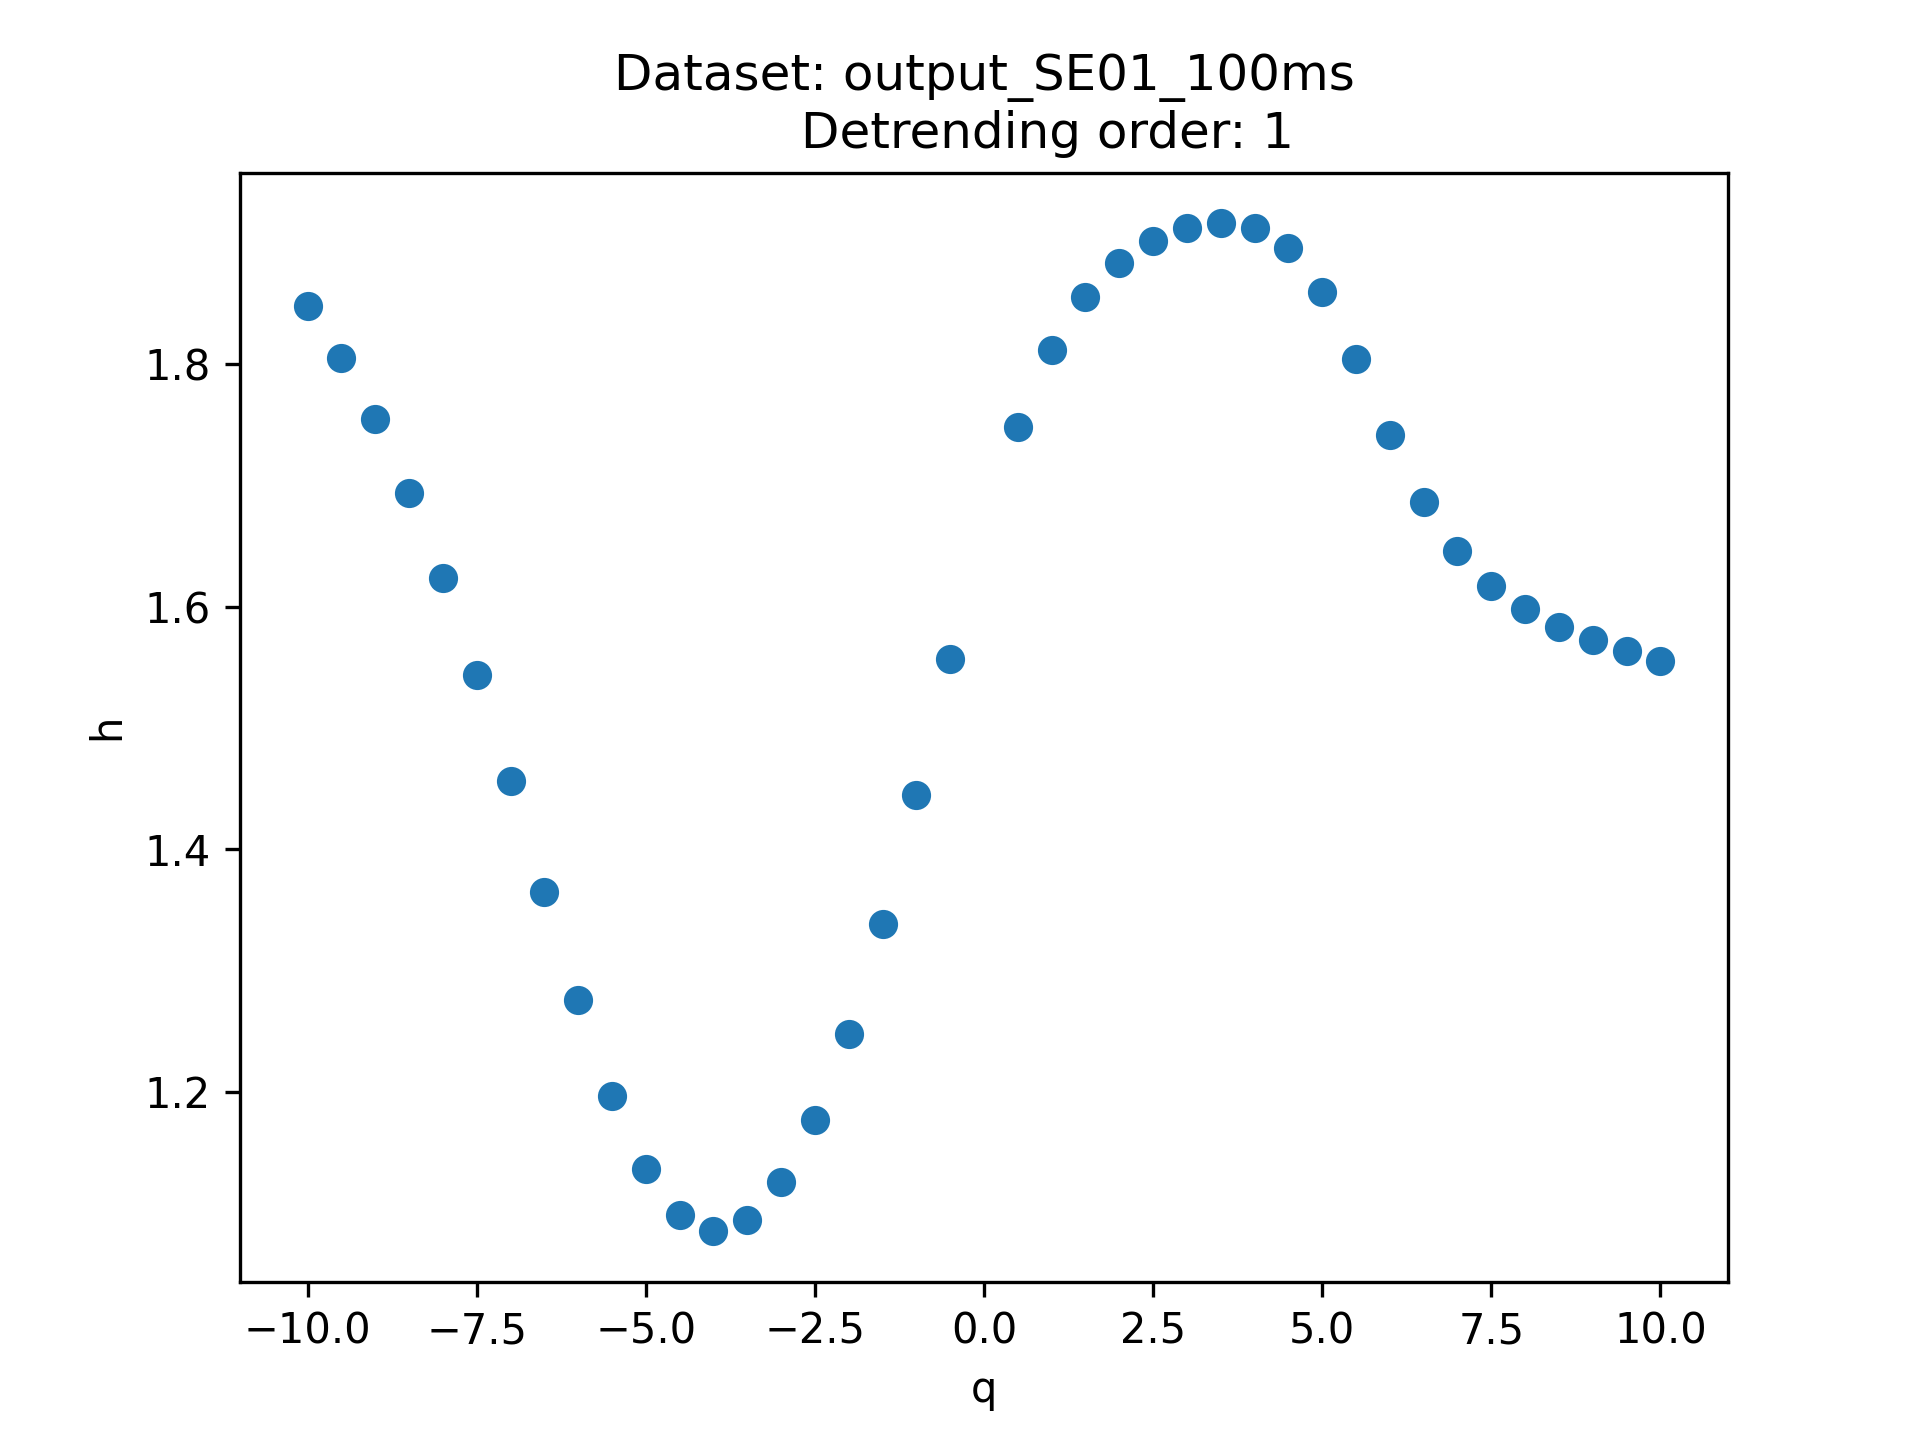 Dataset: output_SE01_100ms
Detrending order: 1
h
1.8
1.6
1.4
1.2
−10.0 −7.5 −5.0 −2.5 0.0 2.5 5.0 7.5 10.0
q